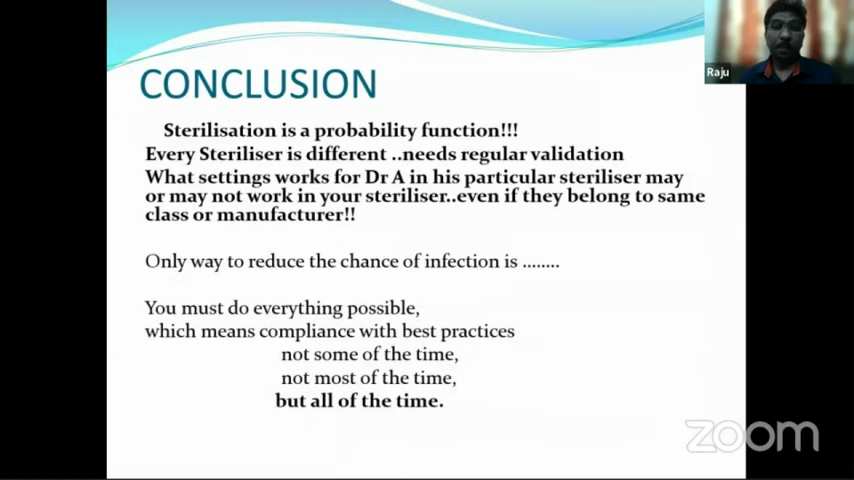 CONCLUSION
Raju
Sterilisation is a probability function!!!
Every Steriliser is different ..needs regular validation
What settings works for Dr A in his particular steriliser may
or may not work in your steriliser..even if they belong to same
class or manufacturer!!
Only way to reduce the chance of infection is ........
You must do everything possible,
which means compliance with best practices
not some of the time,
not most of the time,
but all of the time.
zoom